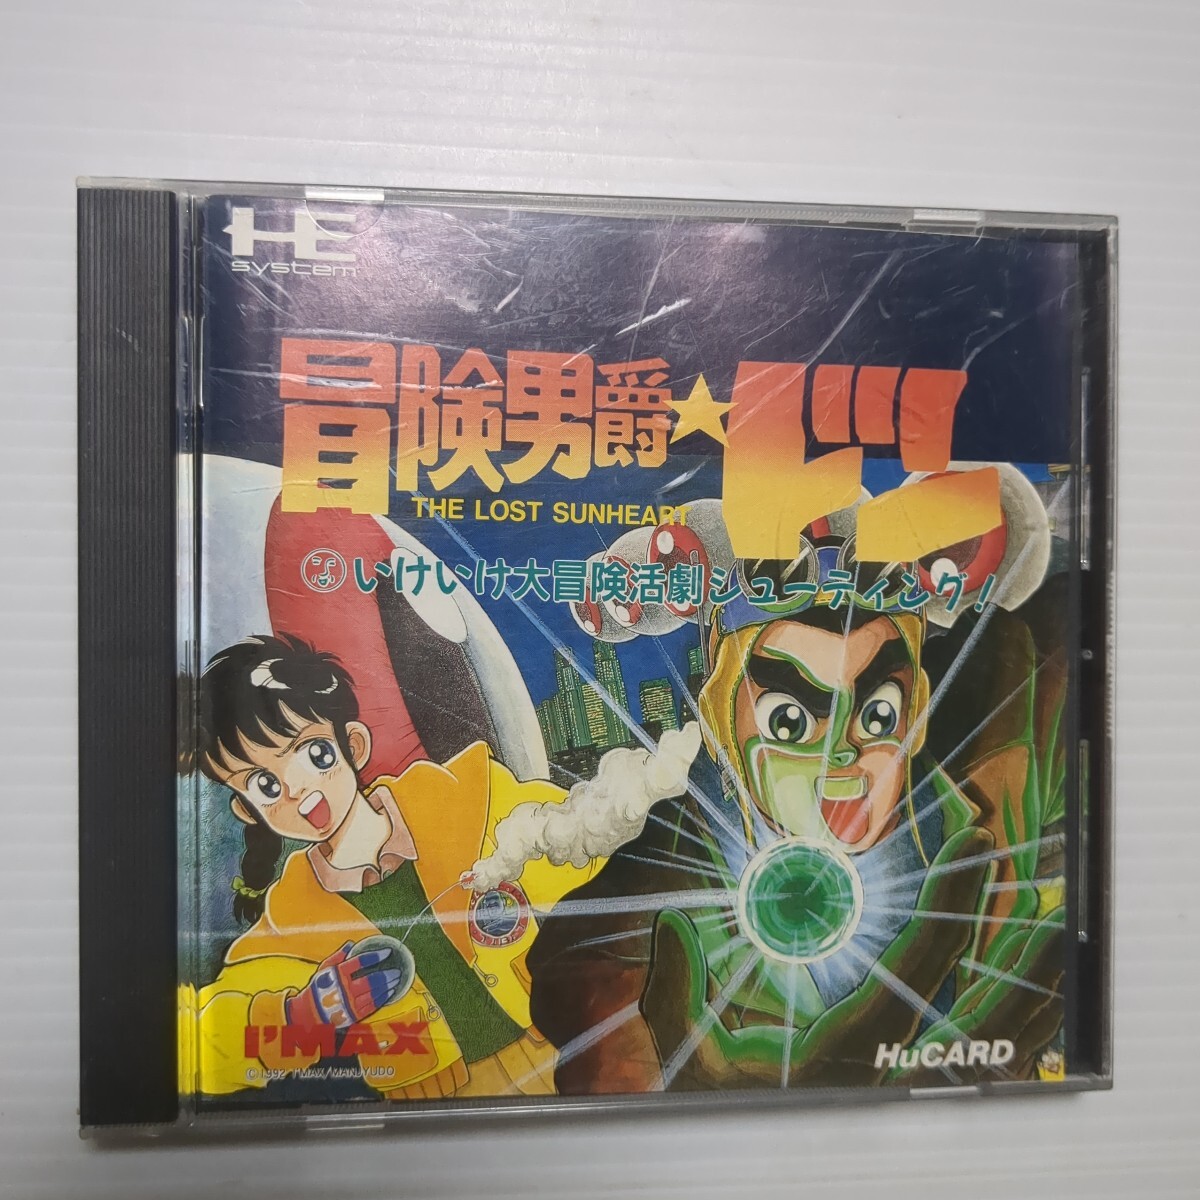 HE
system
冒険男爵★ドン
THE LOST SUNHEART
いけいけ大冒険活劇シューティング!
I'MAX
©1992 I'MAX/MANJYUDO
HuCARD